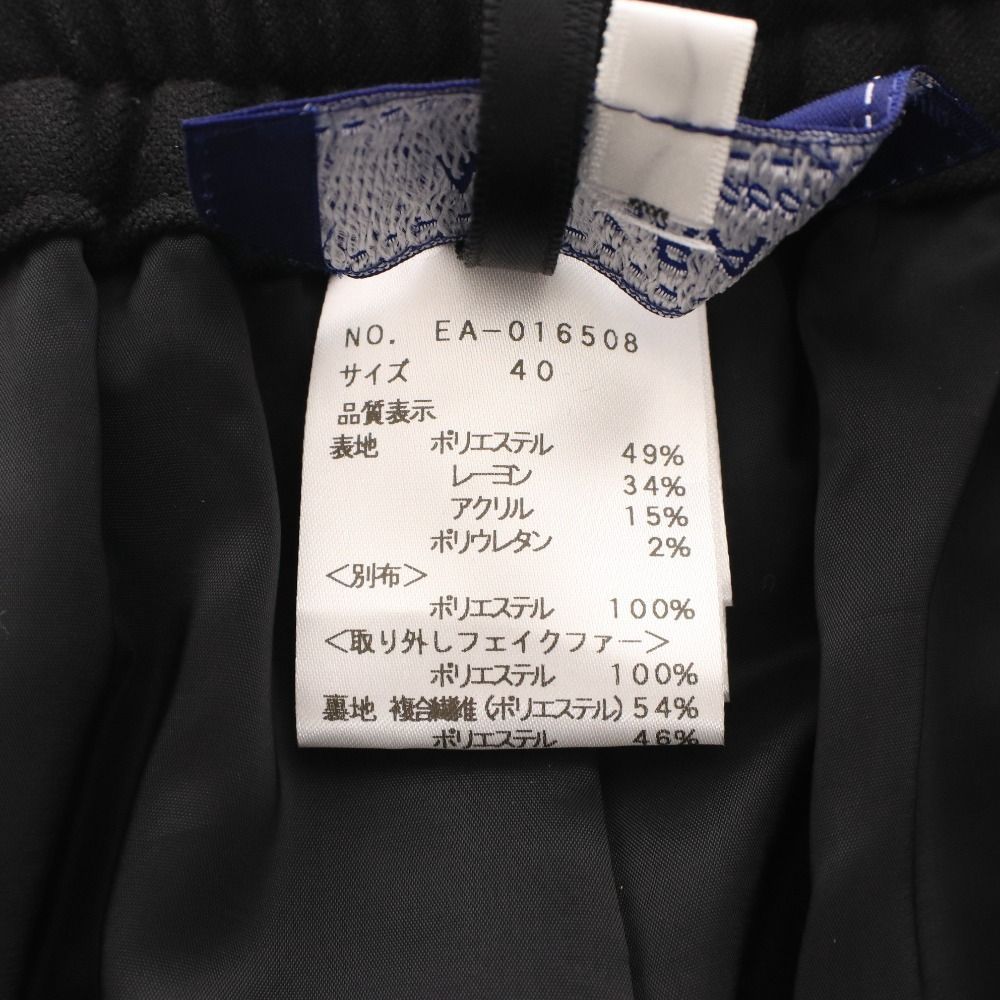 NO. EA-016508
サイズ 40
品質表示
表地 ポリエステル 49%
レーヨン 34%
アクリル 15%
ポリウレタン 2%
<別布>
ポリエステル 100%
<取り外しフェイクファー>
ポリエステル 100%
裏地 複合繊維(ポリエステル)54%
ポリエステル 46%